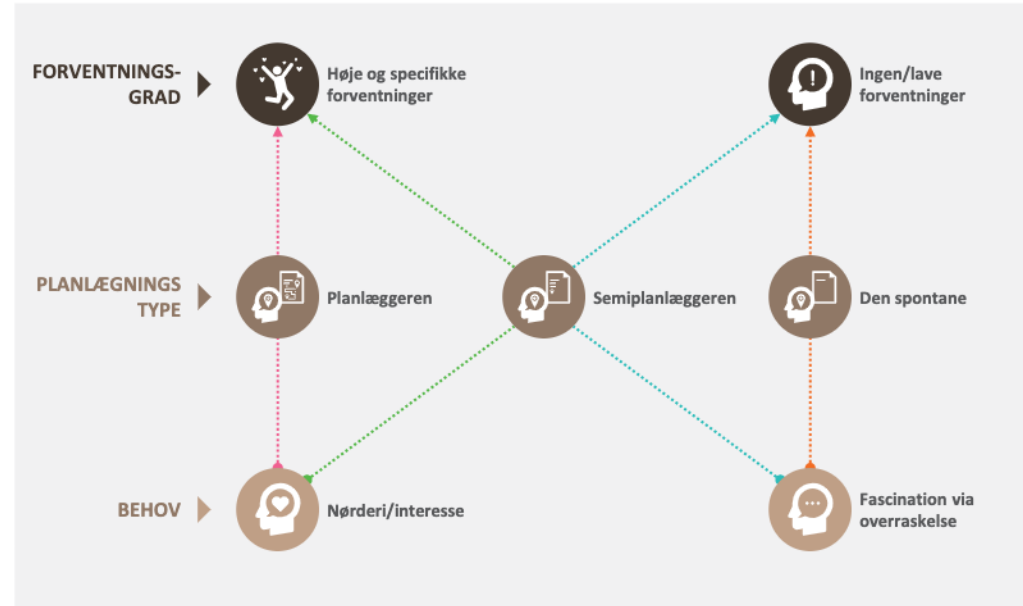 FORVENTNINGS-
GRAD
Høje og specifikke
forventninger
Ingen/lave
forventninger
PLANLÆGNINGS
TYPE
Planlæggeren
Semiplanlæggeren
Den spontane
BEHOV
Nørderi/interesse
Fascination via
overraskelse